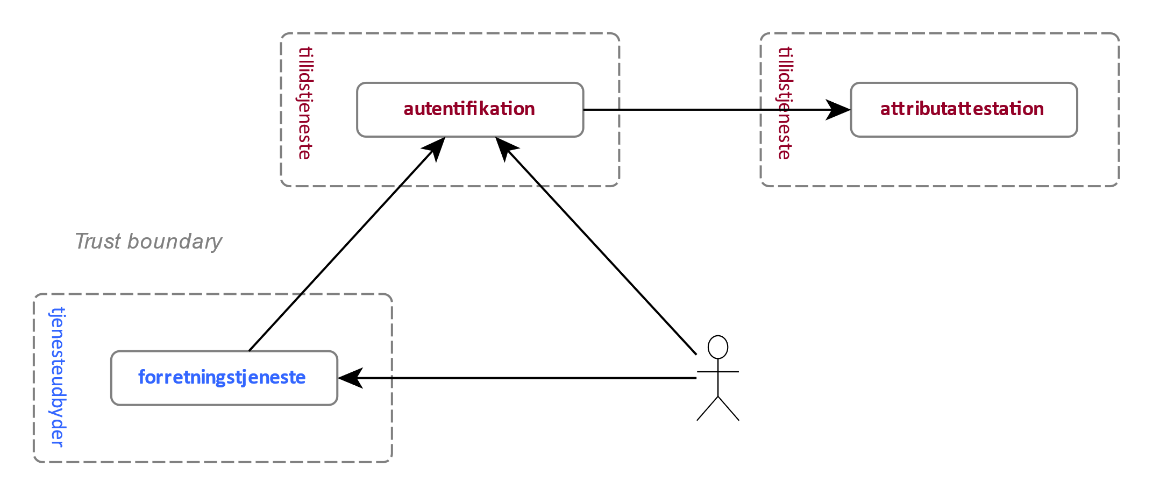 tillidstjeneste
autentifikation
tillidstjeneste
attributattestation
Trust boundary
tjenesteudbyder
forretningstjeneste